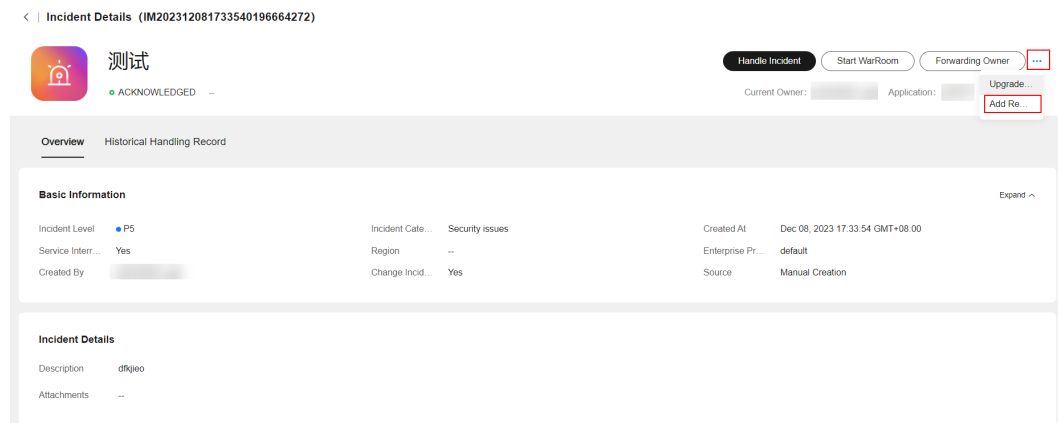 < | Incident Details (IM202312081733540196664272)
测试
Handle Incident Start WarRoom Forwarding Owner ...
ACKNOWLEDGED --
Current Owner: Application:
Upgrade...
Add Re...
Overview Historical Handling Record
Basic Information Expand
Incident Level P5 Incident Cate... Security issues Created At Dec 08, 2023 17:33:54 GMT+08:00
Service Interr... Yes Region -- Enterprise Pr... default
Created By Change Incid... Yes Source Manual Creation
Incident Details
Description dfkjieo
Attachments --